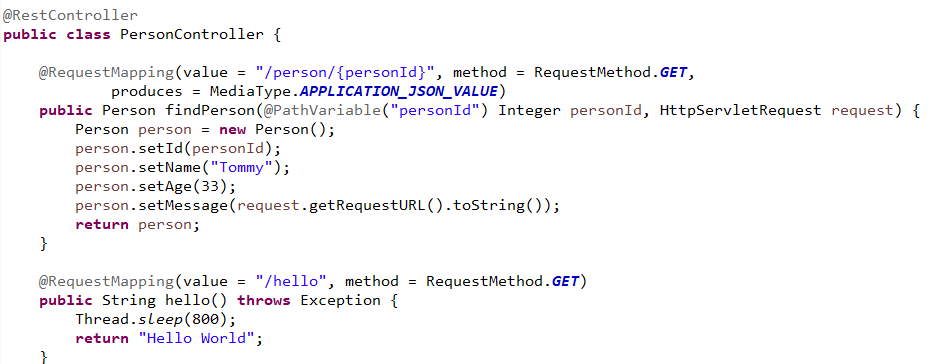 @RestController
public class PersonController {
@RequestMapping(value = "/person/{personId}", method = RequestMethod.GET,
produces = MediaType.APPLICATION_JSON_VALUE)
public Person findPerson(@PathVariable("personId") Integer personId, HttpServletRequest request) {
Person person = new Person();
person.setId(personId);
person.setName("Tommy");
person.setAge(33);
person.setMessage(request.getRequestURL().toString());
return person;
}
@RequestMapping(value = "/hello", method = RequestMethod.GET)
public String hello() throws Exception {
Thread.sleep(800);
return "Hello World";
}